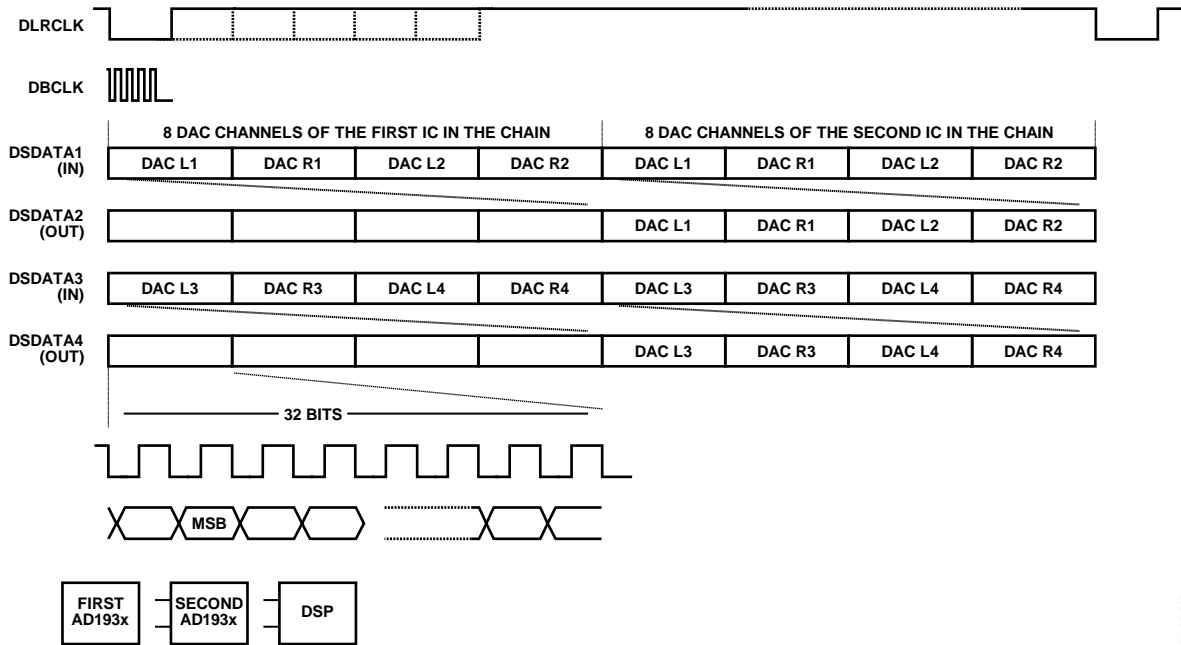 DLRCLK
DBCLK
8 DAC CHANNELS OF THE FIRST IC IN THE CHAIN 8 DAC CHANNELS OF THE SECOND IC IN THE CHAIN
DSDATA1
(IN)
DAC L1 DAC R1 DAC L2 DAC R2 DAC L1 DAC R1 DAC L2 DAC R2
DSDATA2
(OUT)
DAC L1 DAC R1 DAC L2 DAC R2
DSDATA3
(IN)
DAC L3 DAC R3 DAC L4 DAC R4 DAC L3 DAC R3 DAC L4 DAC R4
DSDATA4
(OUT)
DAC L3 DAC R3 DAC L4 DAC R4
32 BITS
MSB
FIRST
AD193x
SECOND
AD193x
DSP